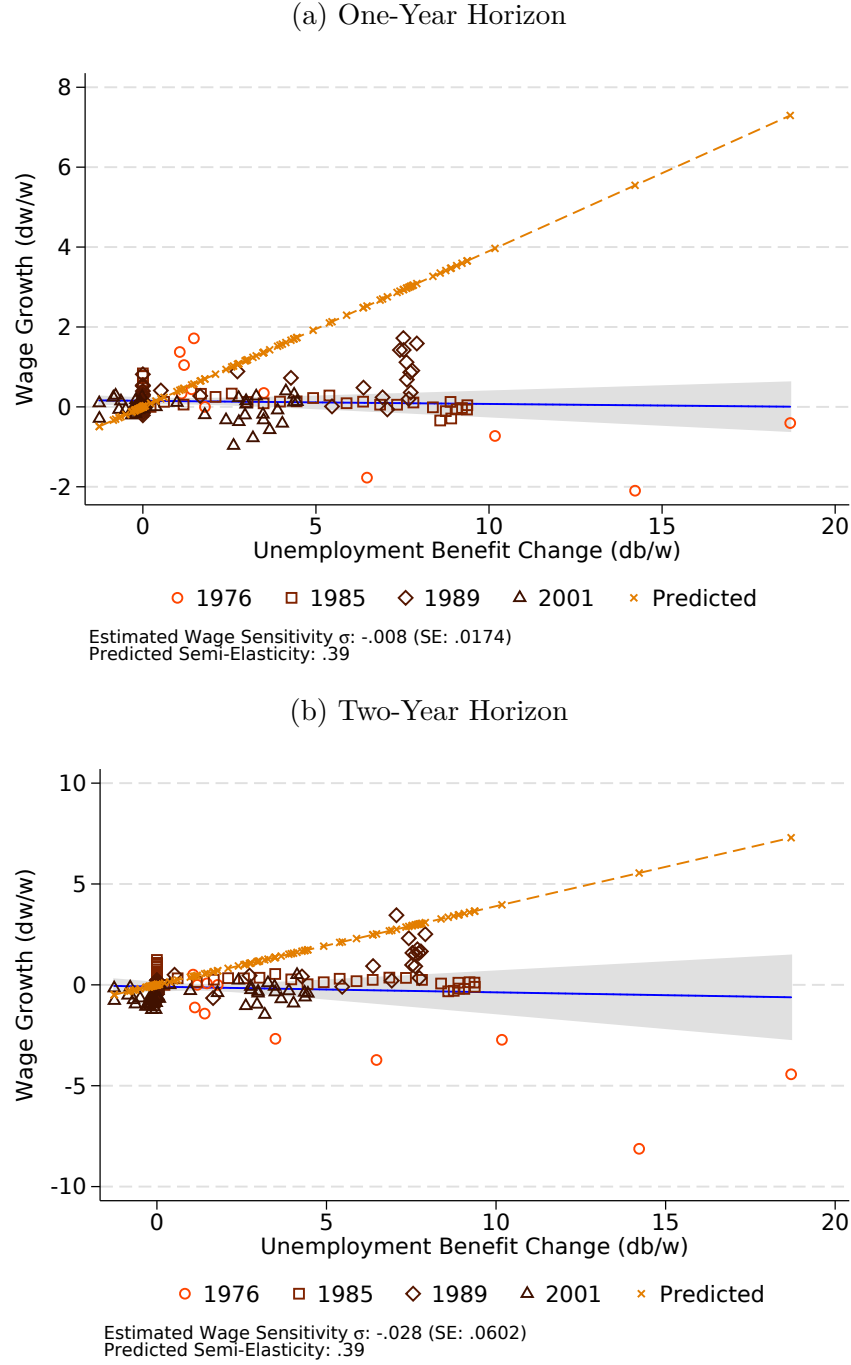 (a) One-Year Horizon
Wage Growth (dw/w)
8
6
4
2
0
-2
0 5 10 15 20
Unemployment Benefit Change (db/w)
1976 1985 1989 2001 Predicted
Estimated Wage Sensitivity σ: -.008 (SE: .0174)
Predicted Semi-Elasticity: .39
(b) Two-Year Horizon
Wage Growth (dw/w)
10
5
0
-5
-10
0 5 10 15 20
Unemployment Benefit Change (db/w)
1976 1985 1989 2001 Predicted
Estimated Wage Sensitivity σ: -.028 (SE: .0602)
Predicted Semi-Elasticity: .39